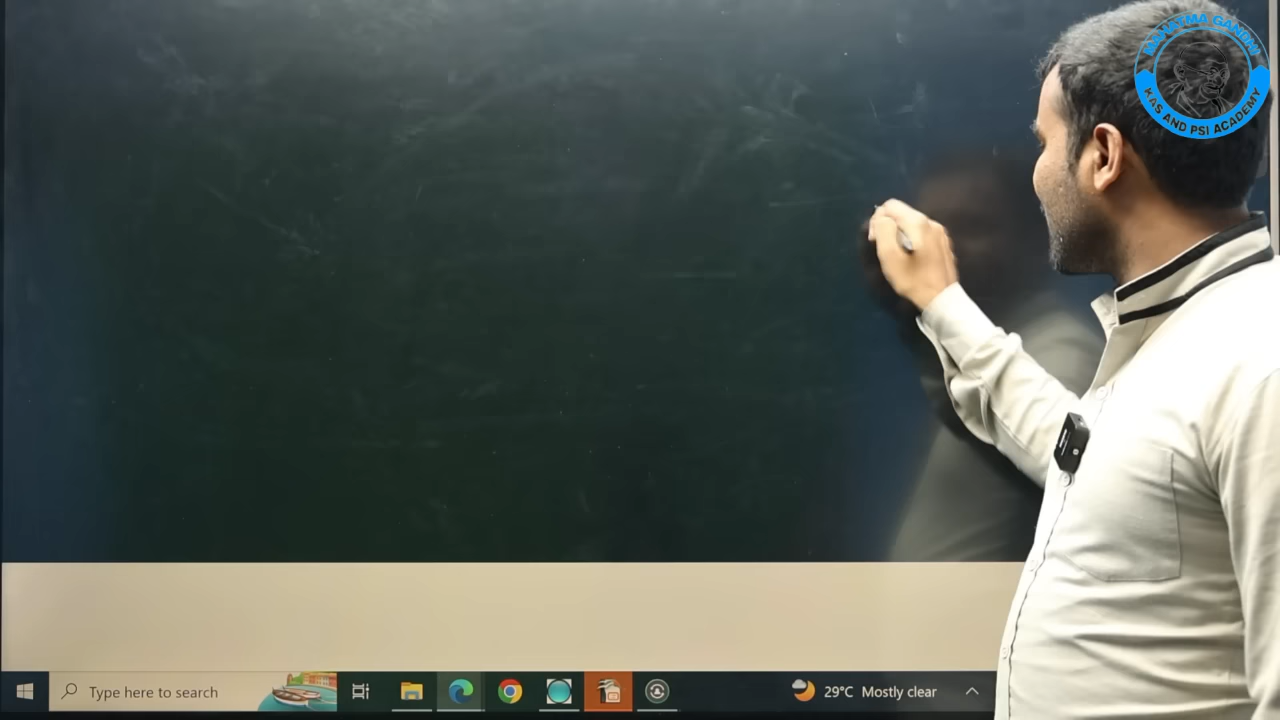 MAHATMA GANDHI
KAS AND PSI ACADEMY
Type here to search
29°C Mostly clear